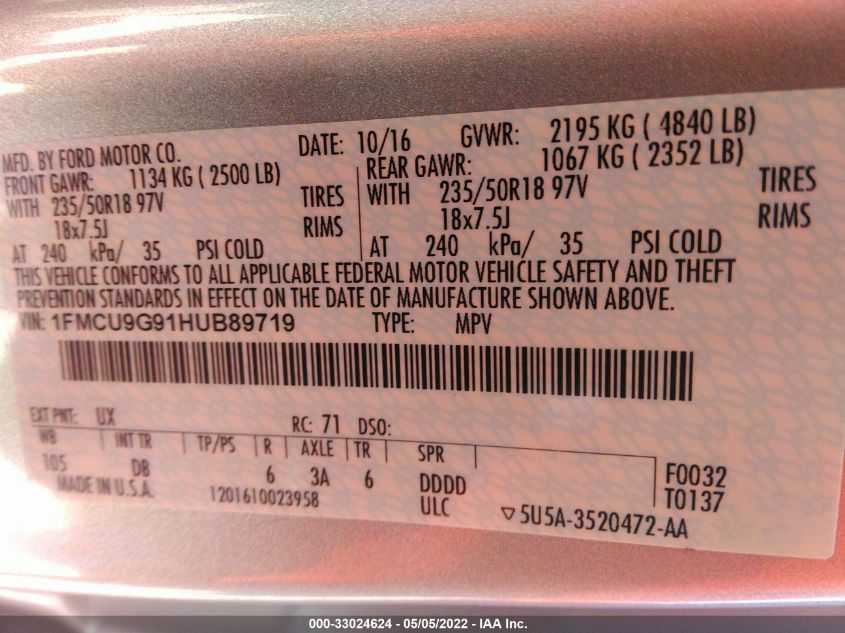 MFD. BY FORD MOTOR CO. DATE: 10/16 GVWR: 2195 KG ( 4840 LB)
FRONT GAWR: 1134 KG ( 2500 LB) REAR GAWR: 1067 KG ( 2352 LB)
WITH 235/50R18 97V TIRES WITH 235/50R18 97V TIRES
18x7.5J RIMS 18x7.5J RIMS
AT 240 kPa/ 35 PSI COLD AT 240 kPa/ 35 PSI COLD
THIS VEHICLE CONFORMS TO ALL APPLICABLE FEDERAL MOTOR VEHICLE SAFETY AND THEFT
PREVENTION STANDARDS IN EFFECT ON THE DATE OF MANUFACTURE SHOWN ABOVE.
VIN: 1FMCU9G91HUB89719 TYPE: MPV
EXT PNT: UX RC: 71 DSO:
WB INT TR TP/PS R AXLE TR SPR
105 DB 6 3A 6 DDDD F0032
MADE IN U.S.A. 1201610023958 ULC T0137
▽5U5A-3520472-AA
000-33024624 - 05/05/2022 - IAA Inc.